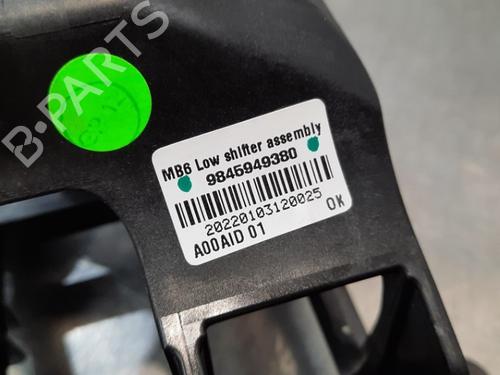 B-PARTS
MB6 Low shifter assembly
9845949380
20220103120025
A00AID 01
OK